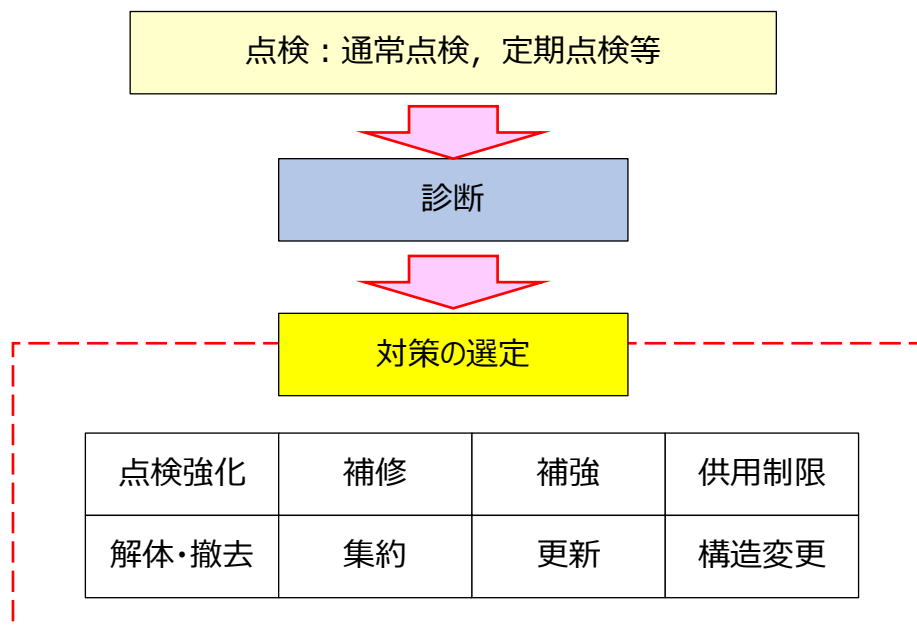 点検：通常点検，定期点検等
診断
対策の選定
点検強化 補修 補強 供用制限
解体・撤去 集約 更新 構造変更